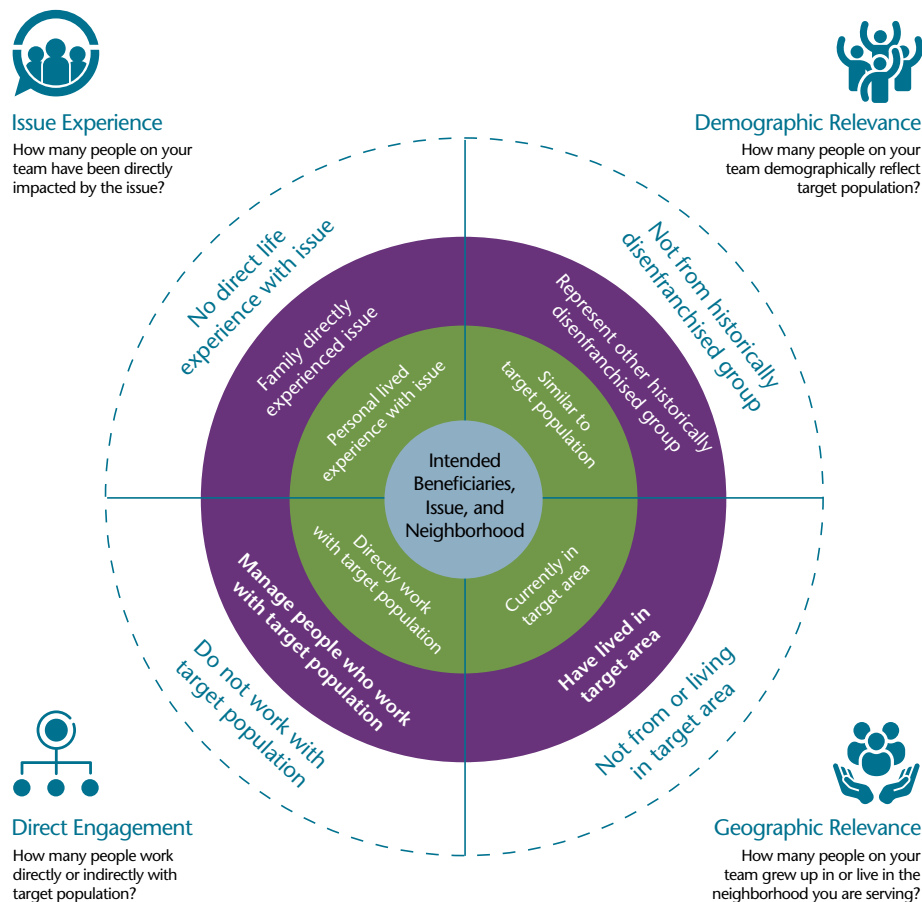 Issue Experience
How many people on your
team have been directly
impacted by the issue?
Demographic Relevance
How many people on your
team demographically reflect
target population?
No direct life
experience with issue
Family directly
experienced issue
Personal lived
experience with issue
Not from historically
disenfranchised group
Represent other historically
disenfranchised group
Similar to
target population
Intended
Beneficiaries,
Issue, and
Neighborhood
Directly work
with target population
Manage people who work
with target population
Do not work with
target population
Currently in
target area
Have lived in
target area
Not from or living
in target area
Direct Engagement
How many people work
directly or indirectly with
target population?
Geographic Relevance
How many people on your
team grew up in or live in the
neighborhood you are serving?